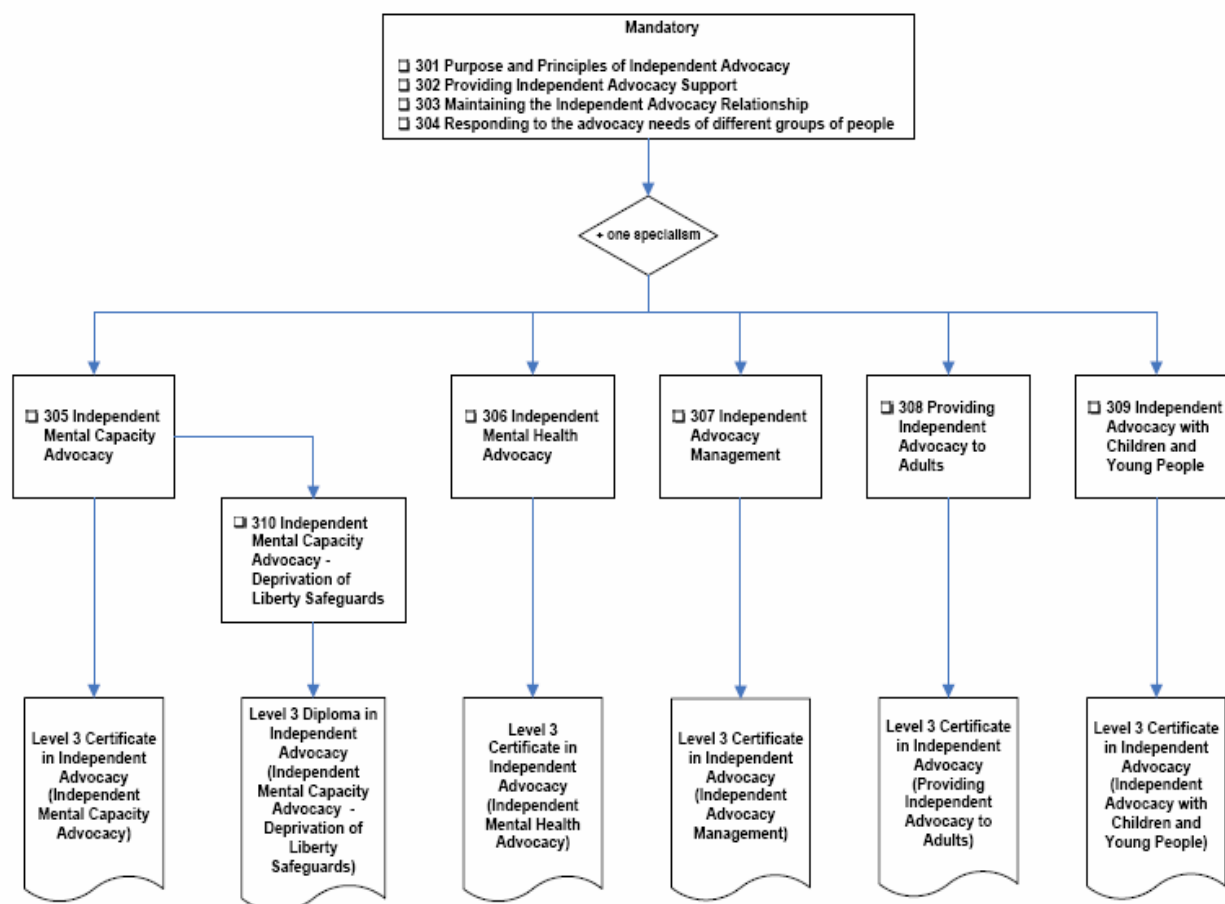 Mandatory
❑ 301 Purpose and Principles of Independent Advocacy
❑ 302 Providing Independent Advocacy Support
❑ 303 Maintaining the Independent Advocacy Relationship
❑ 304 Responding to the advocacy needs of different groups of people
+ one specialism
❑ 305 Independent
Mental Capacity
Advocacy
❑ 306 Independent
Mental Health
Advocacy
❑ 307 Independent
Advocacy
Management
❑ 308 Providing
Independent
Advocacy to
Adults
❑ 309 Independent
Advocacy with
Children and
Young People
❑ 310 Independent
Mental Capacity
Advocacy -
Deprivation of
Liberty Safeguards
Level 3 Certificate
in Independent
Advocacy
(Independent
Mental Capacity
Advocacy)
Level 3 Diploma in
Independent
Advocacy
(Independent
Mental Capacity
Advocacy -
Deprivation of
Liberty
Safeguards)
Level 3
Certificate in
Independent
Advocacy
(Independent
Mental Health
Advocacy)
Level 3 Certificate
in Independent
Advocacy
(Independent
Advocacy
Management)
Level 3 Certificate
in Independent
Advocacy
(Providing
Independent
Advocacy to
Adults)
Level 3 Certificate
in Independent
Advocacy
(Independent
Advocacy with
Children and
Young People)